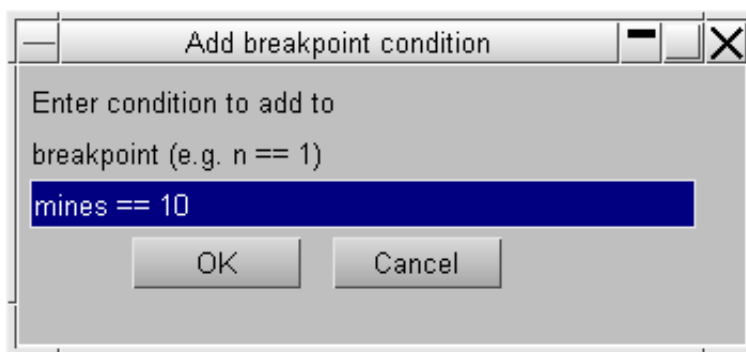 Add breakpoint condition
Enter condition to add to
breakpoint (e.g. n == 1)
mines == 10
OK Cancel